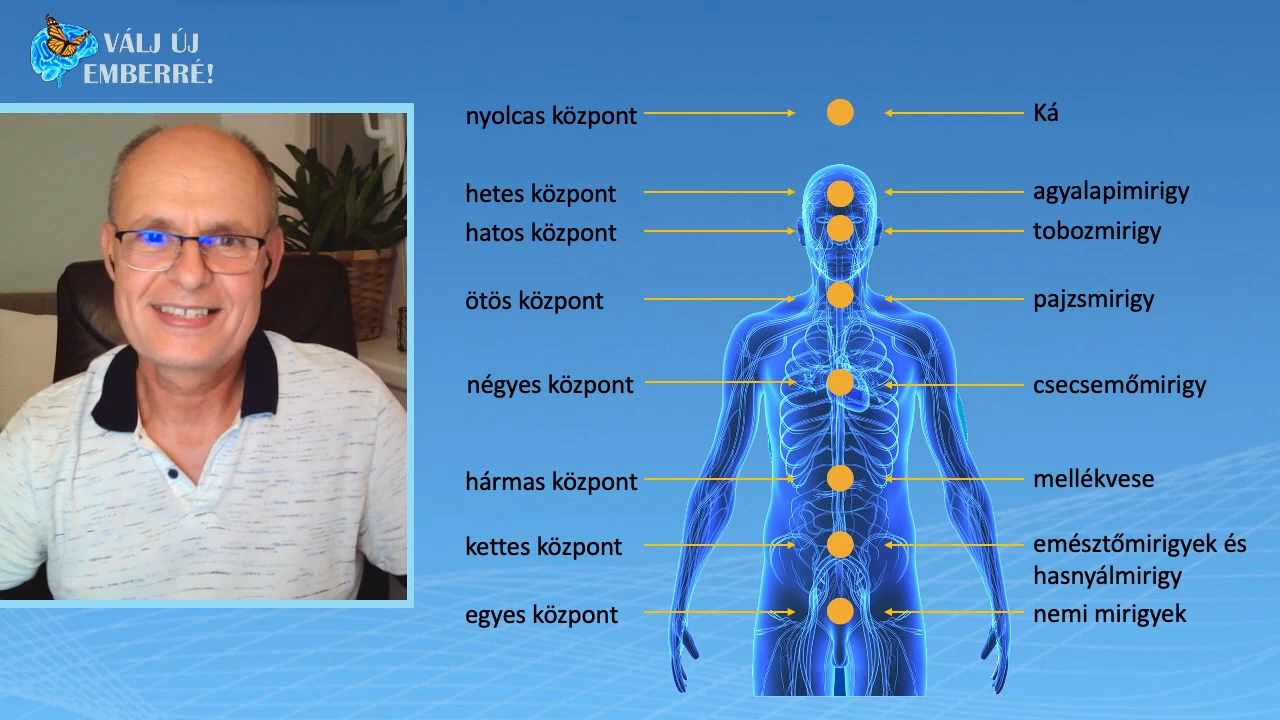 VÁLJ ÚJ
EMBERRÉ!
nyolcas központ
Ká
hetes központ
agyalapimirigy
hatos központ
tobozmirigy
ötös központ
pajzsmirigy
négyes központ
csecsemőmirigy
hármas központ
mellékvese
kettes központ
emésztőmirigyek és
hasnyálmirigy
egyes központ
nemi mirigyek